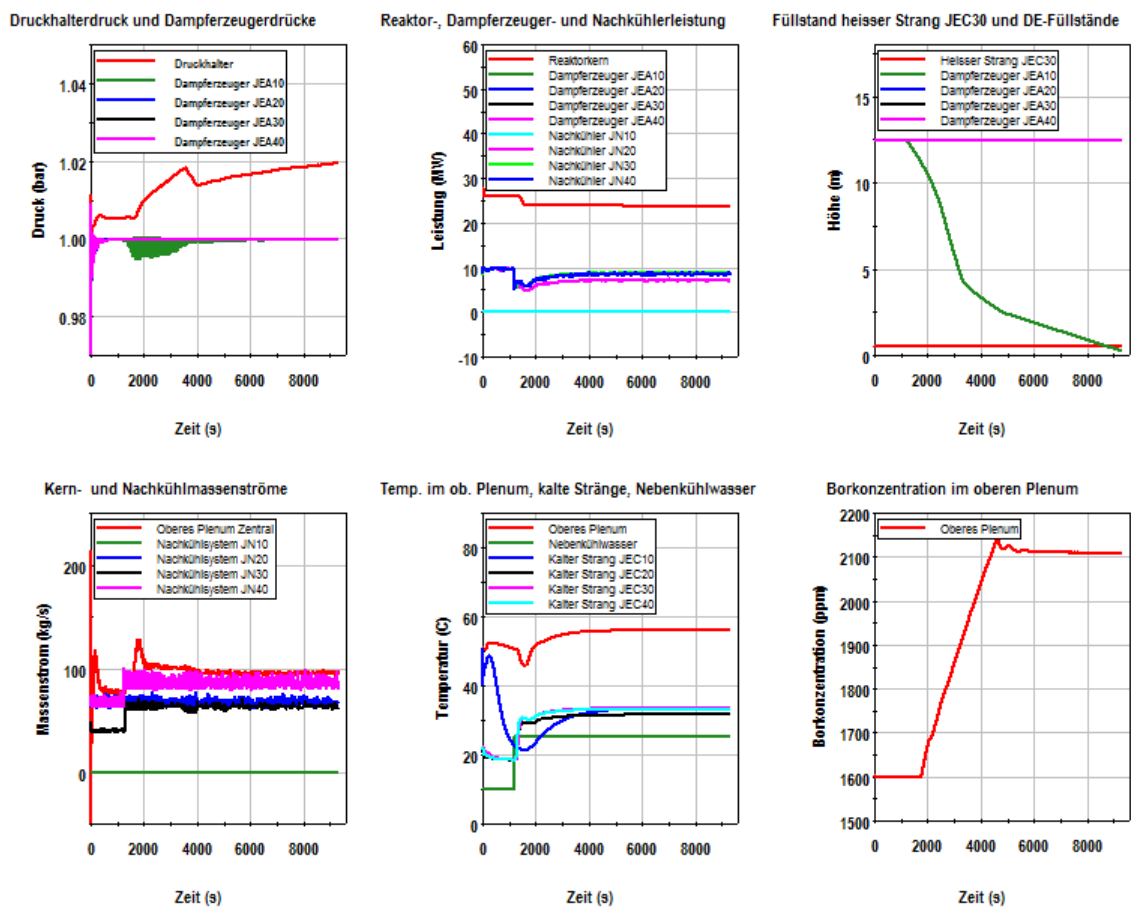 Druckhalterdruck und Dampferzeugerdrücke
Druck (bar)
1.04
1.02
1.00
0.98
Druckhalter
Dampferzeuger JEA10
Dampferzeuger JEA20
Dampferzeuger JEA30
Dampferzeuger JEA40
0 2000 4000 6000 8000
Zeit (s)
Reaktor-, Dampferzeuger- und Nachkühlerleistung
Leistung (MW)
60
50
40
30
20
10
0
-10
Reaktorkern
Dampferzeuger JEA10
Dampferzeuger JEA20
Dampferzeuger JEA30
Dampferzeuger JEA40
Nachkühler JN10
Nachkühler JN20
Nachkühler JN30
Nachkühler JN40
0 2000 4000 6000 8000
Zeit (s)
Füllstand heisser Strang JEC30 und DE-Füllstände
Höhe (m)
15
10
5
0
Heisser Strang JEC30
Dampferzeuger JEA10
Dampferzeuger JEA20
Dampferzeuger JEA30
Dampferzeuger JEA40
0 2000 4000 6000 8000
Zeit (s)
Kern- und Nachkühlmassenströme
Massenstrom (kg/s)
200
100
0
Oberes Plenum Zentral
Nachkühlsystem JN10
Nachkühlsystem JN20
Nachkühlsystem JN30
Nachkühlsystem JN40
0 2000 4000 6000 8000
Zeit (s)
Temp. im ob. Plenum, kalte Stränge, Nebenkühlwasser
Temperatur (C)
80
60
40
20
0
Oberes Plenum
Nebenkühlwasser
Kalter Strang JEC10
Kalter Strang JEC20
Kalter Strang JEC30
Kalter Strang JEC40
0 2000 4000 6000 8000
Zeit (s)
Borkonzentration im oberen Plenum
Borkonzentration (ppm)
2200
2100
2000
1900
1800
1700
1600
1500
Oberes Plenum
0 2000 4000 6000 8000
Zeit (s)